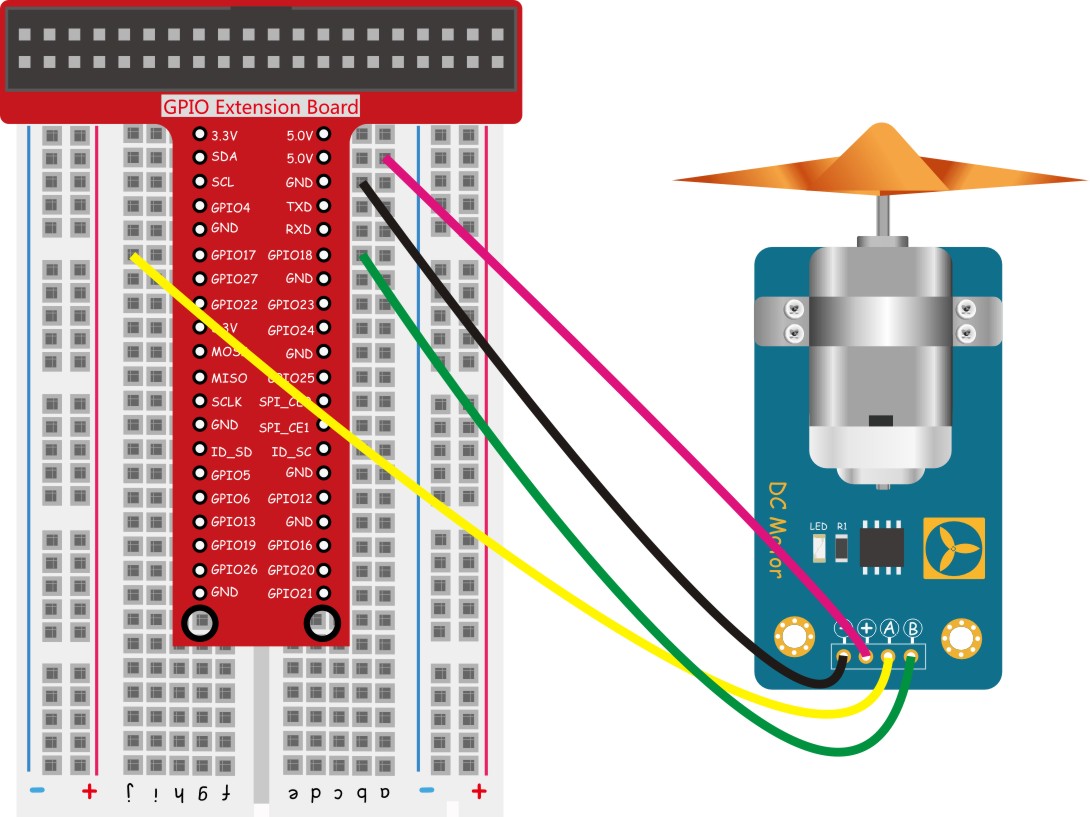 GPIO Extension Board
3.3V 5.0V
SDA 5.0V
SCL GND
GPIO4 TXD
GND RXD
GPIO17 GPIO18
GPIO27 GND
GPIO22 GPIO23
3.3V GPIO24
MOSI GND
MISO GPIO25
SCLK SPI_CE0
GND SPI_CE1
ID_SD ID_SC
GPIO5 GND
GPIO6 GPIO12
GPIO13 GND
GPIO19 GPIO16
GPIO26 GPIO20
GND GPIO21
- + j i h g f e d c b a - +
DC Motor
LED R1
- + A B